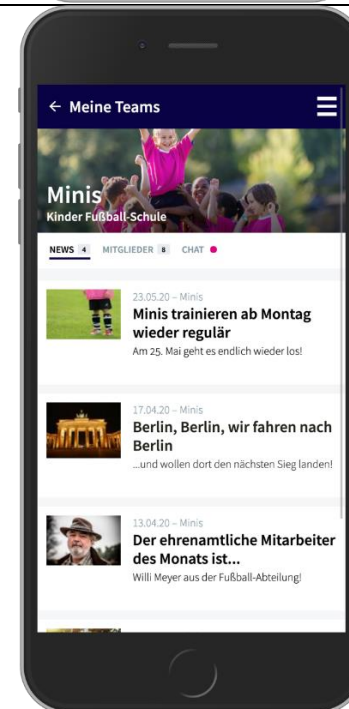 ← Meine Teams
Minis
Kinder Fußball-Schule
NEWS 4 MITGLIEDER 8 CHAT
23.05.20 – Minis
Minis trainieren ab Montag
wieder regulär
Am 25. Mai geht es endlich wieder los!
17.04.20 – Minis
Berlin, Berlin, wir fahren nach
Berlin
...und wollen dort den nächsten Sieg landen!
13.04.20 – Minis
Der ehrenamtliche Mitarbeiter
des Monats ist...
Willi Meyer aus der Fußball-Abteilung!